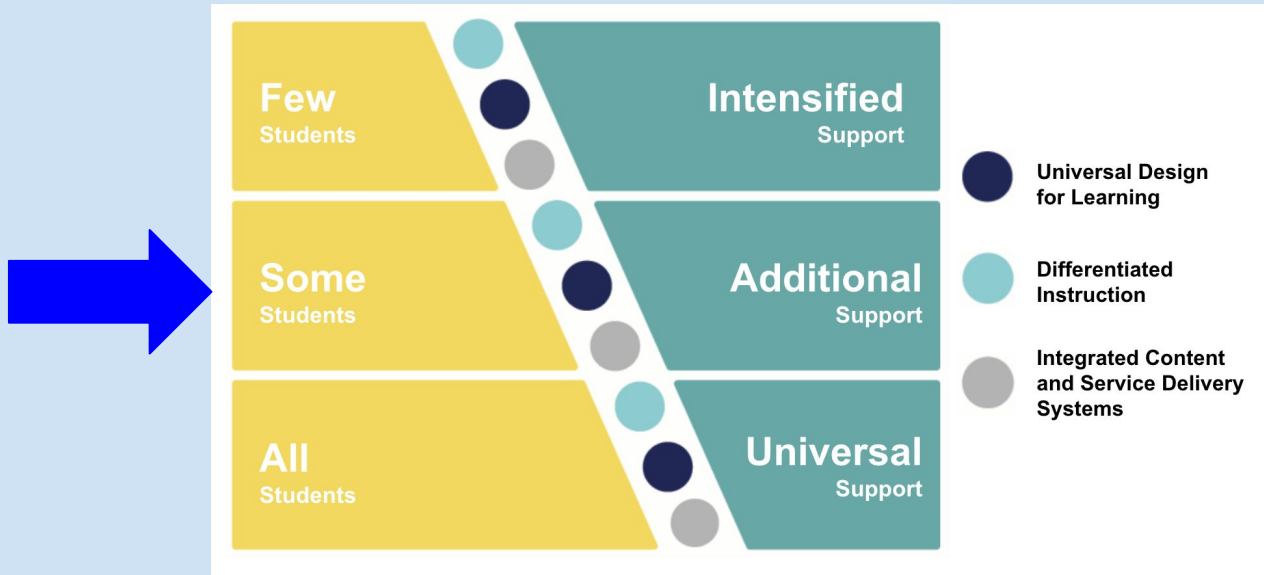 Few
Students
Intensified
Support
Some
Students
Additional
Support
All
Students
Universal
Support
Universal Design
for Learning
Differentiated
Instruction
Integrated Content
and Service Delivery
Systems